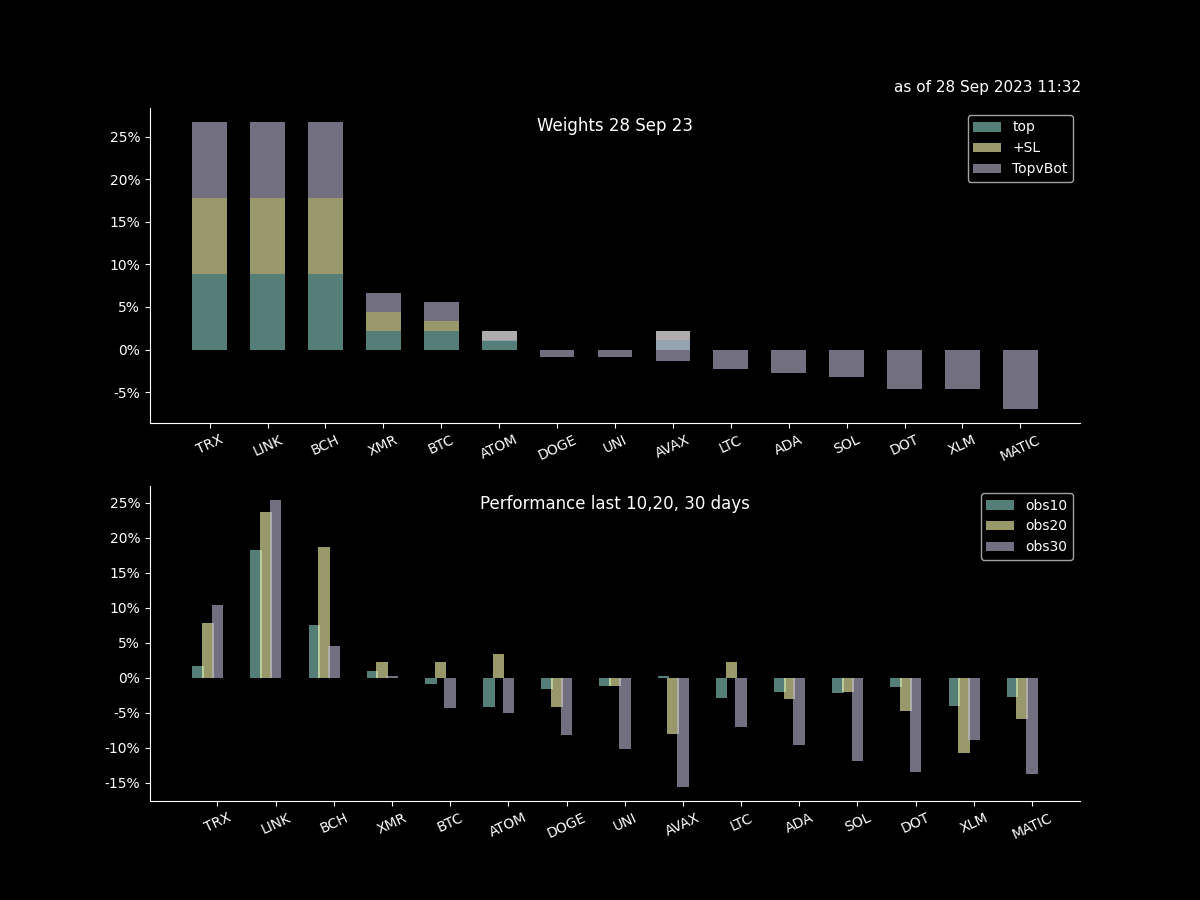 as of 28 Sep 2023 11:32
Weights 28 Sep 23
top
+SL
TopvBot
25%
20%
15%
10%
5%
0%
-5%
TRX LINK BCH XMR BTC ATOM DOGE UNI AVAX LTC ADA SOL DOT XLM MATIC
Performance last 10,20, 30 days
obs10
obs20
obs30
25%
20%
15%
10%
5%
0%
-5%
-10%
-15%
TRX LINK BCH XMR BTC ATOM DOGE UNI AVAX LTC ADA SOL DOT XLM MATIC